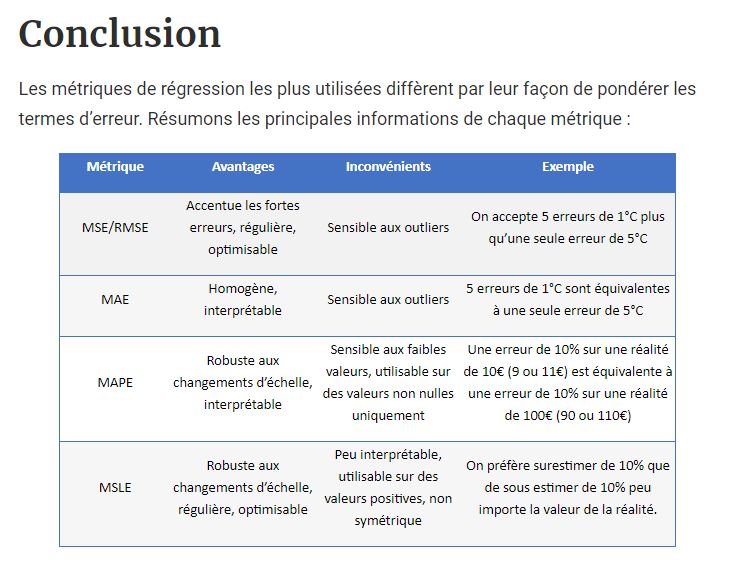 Conclusion
Les métriques de régression les plus utilisées diffèrent par leur façon de pondérer les
termes d’erreur. Résumons les principales informations de chaque métrique :
Métrique Avantages Inconvénients Exemple
MSE/RMSE
Accentue les fortes
erreurs, régulière,
optimisable
Sensible aux outliers
On accepte 5 erreurs de 1°C plus
qu’une seule erreur de 5°C
MAE
Homogène,
interprétable
Sensible aux outliers
5 erreurs de 1°C sont équivalentes
à une seule erreur de 5°C
MAPE
Robuste aux
changements d’échelle,
interprétable
Sensible aux faibles
valeurs, utilisable sur
des valeurs non nulles
uniquement
Une erreur de 10% sur une réalité
de 10€ (9 ou 11€) est équivalente à
une erreur de 10% sur une réalité
de 100€ (90 ou 110€)
MSLE
Robuste aux
changements d’échelle,
régulière, optimisable
Peu interprétable,
utilisable sur des
valeurs positives, non
symétrique
On préfère surestimer de 10% que
de sous estimer de 10% peu
importe la valeur de la réalité.